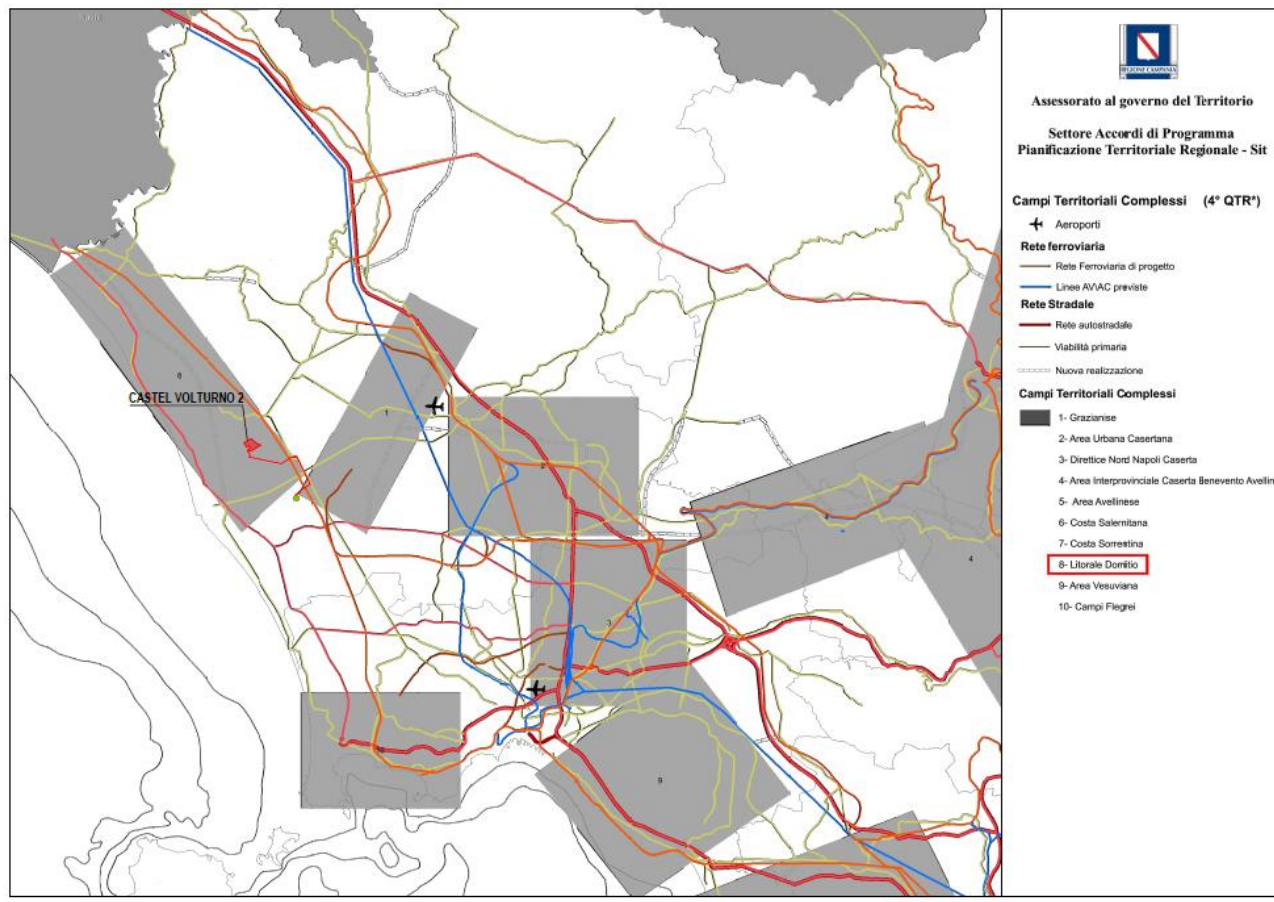 REGIONE CAMPANIA
Assessorato al governo del Territorio
Settore Accordi di Programma
Pianificazione Territoriale Regionale - Sit
Campi Territoriali Complessi (4° QTR*)
Aeroporti
Rete ferroviaria
Rete Ferroviaria di progetto
Linee AV\AC previste
Rete Stradale
Rete autostradale
Viabilità primaria
Nuova realizzazione
Campi Territoriali Complessi
1- Grazianise
2- Area Urbana Casertana
3- Direttice Nord Napoli Caserta
4- Area Interprovinciale Caserta Benevento Avellin
5- Area Avellinese
6- Costa Salernitana
7- Costa Sorrentina
8- Litorale Domitio
9- Area Vesuviana
10- Campi Flegrei
8
CASTEL VOLTURNO 2
1
2
4
3
10
9